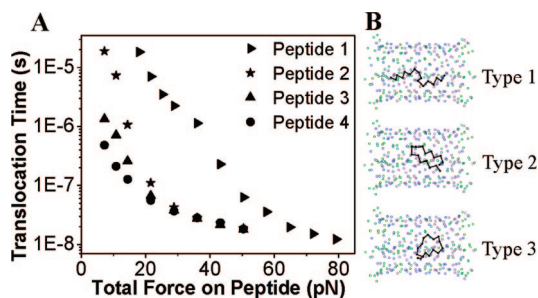 A
Translocation Time (s)
1E-5
1E-6
1E-7
1E-8
Peptide 1
Peptide 2
Peptide 3
Peptide 4
0 20 40 60 80
Total Force on Peptide (pN)
B
Type 1
Type 2
Type 3